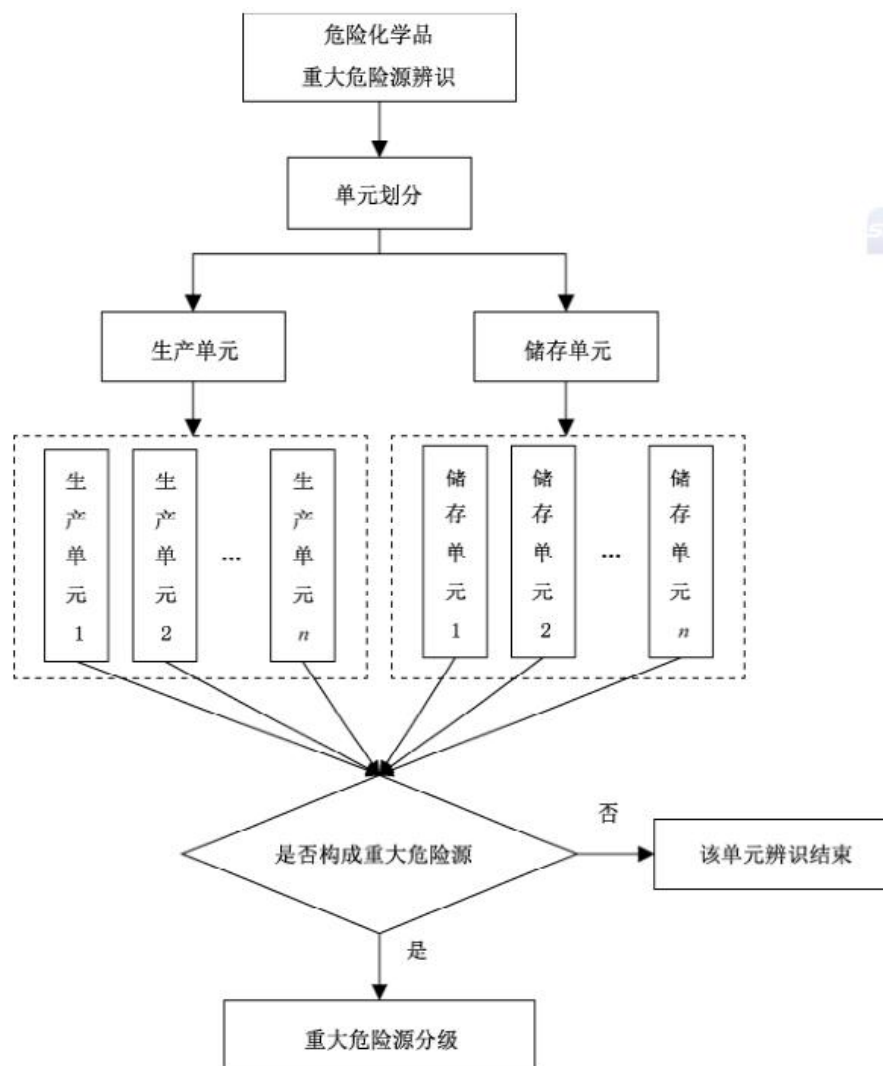 危险化学品
重大危险源辨识
单元划分
生产单元
储存单元
生产单元1
生产单元2
...
生产单元n
储存单元1
储存单元2
...
储存单元n
是否构成重大危险源
否
该单元辨识结束
是
重大危险源分级